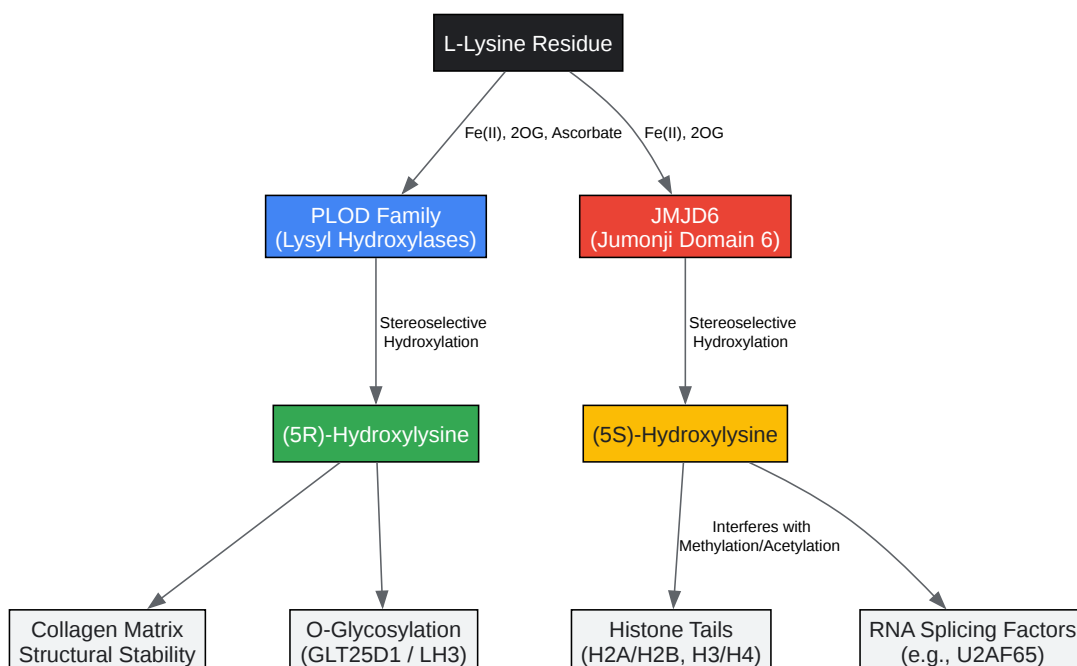 L-Lysine Residue
Fe(II), 2OG, Ascorbate
Fe(II), 2OG
PLOD Family
(Lysyl Hydroxylases)
JMJD6
(Jumonji Domain 6)
Stereoselective
Hydroxylation
Stereoselective
Hydroxylation
(5R)-Hydroxylysine
(5S)-Hydroxylysine
Interferes with
Methylation/Acetylation
Collagen Matrix
Structural Stability
O-Glycosylation
(GLT25D1 / LH3)
Histone Tails
(H2A/H2B, H3/H4)
RNA Splicing Factors
(e.g., U2AF65)